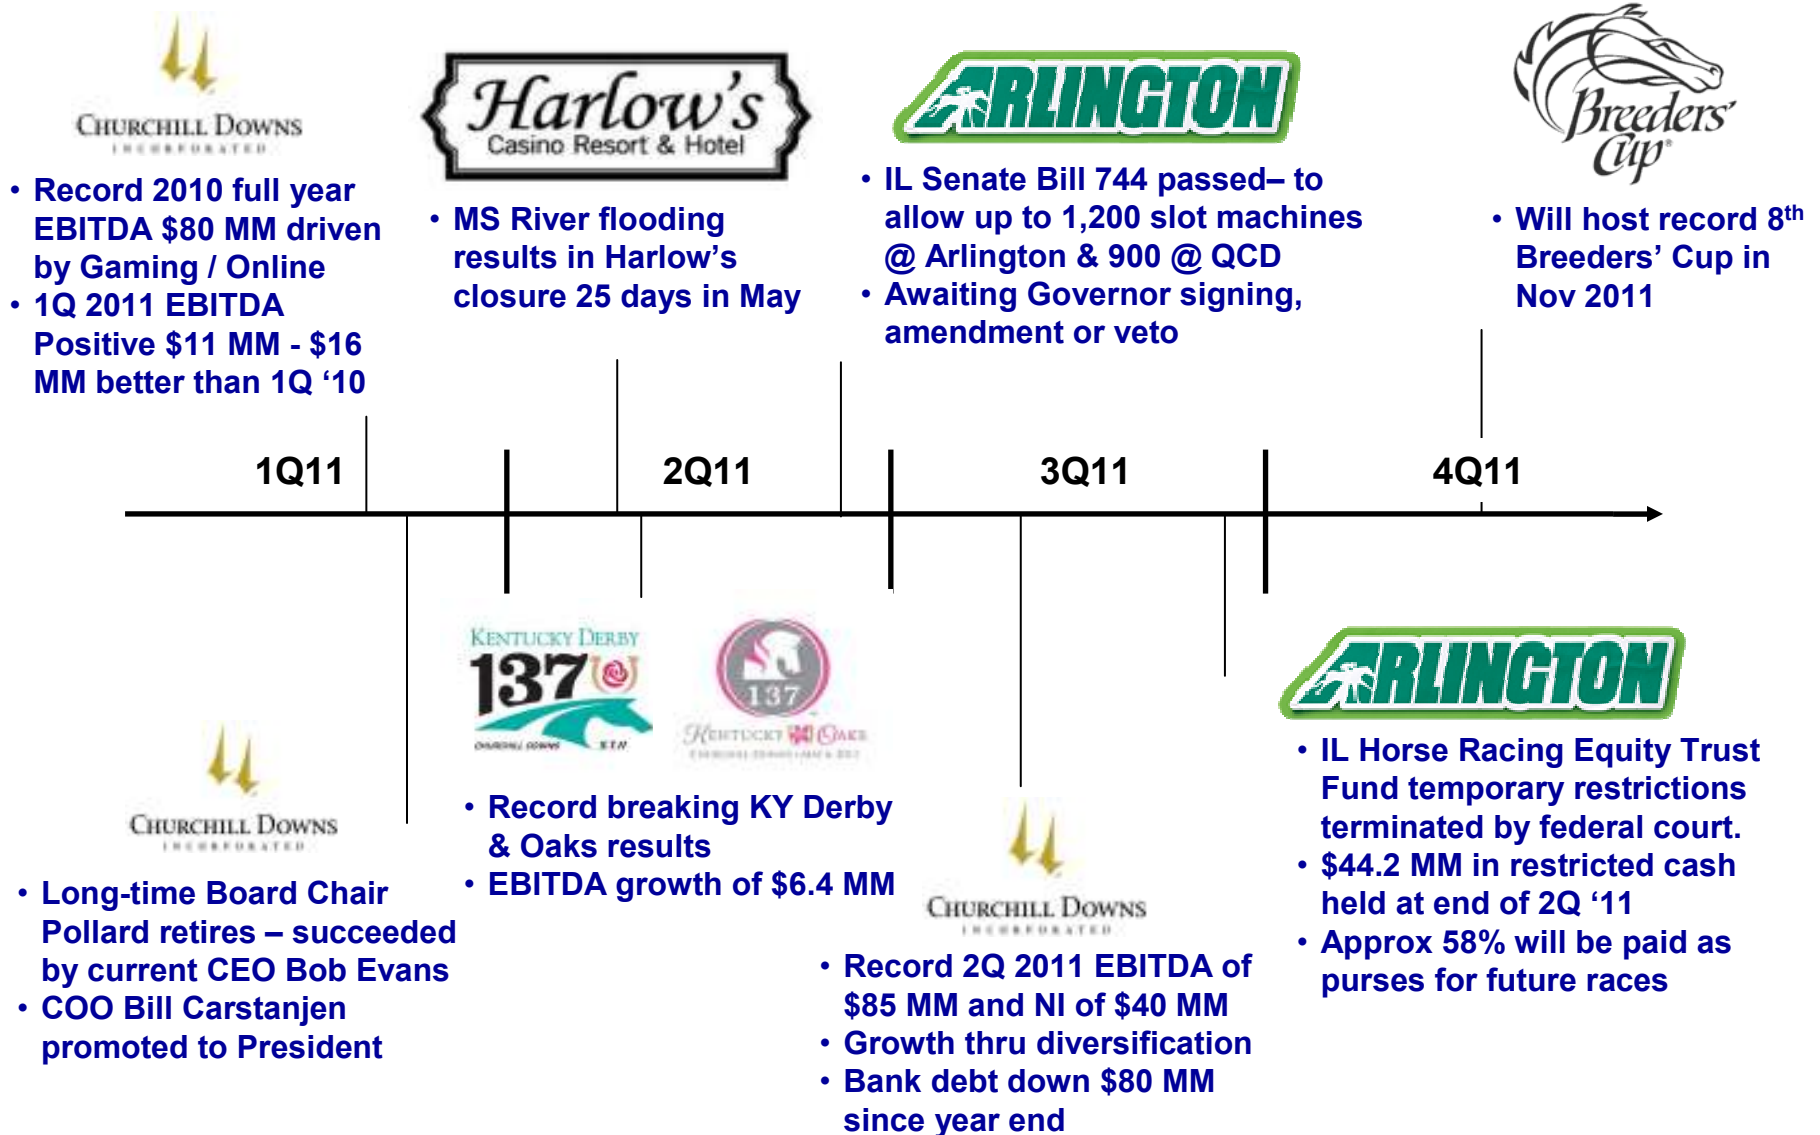 CHURCHILL DOWNS
INCORPORATED
• Record 2010 full year
EBITDA $80 MM driven
by Gaming / Online
• 1Q 2011 EBITDA
Positive $11 MM - $16
MM better than 1Q ‘10
Harlow’s
Casino Resort & Hotel
• MS River flooding
results in Harlow’s
closure 25 days in May
ARLINGTON
• IL Senate Bill 744 passed– to
allow up to 1,200 slot machines
@ Arlington & 900 @ QCD
• Awaiting Governor signing,
amendment or veto
Breeders’
Cup®
• Will host record 8th
Breeders’ Cup in
Nov 2011
1Q11
2Q11
3Q11
4Q11
CHURCHILL DOWNS
INCORPORATED
• Long-time Board Chair
Pollard retires – succeeded
by current CEO Bob Evans
• COO Bill Carstanjen
promoted to President
KENTUCKY DERBY
137
CHURCHILL DOWNS
137
KENTUCKY OAKS
• Record breaking KY Derby
& Oaks results
• EBITDA growth of $6.4 MM
CHURCHILL DOWNS
INCORPORATED
• Record 2Q 2011 EBITDA of
$85 MM and NI of $40 MM
• Growth thru diversification
• Bank debt down $80 MM
since year end
ARLINGTON
• IL Horse Racing Equity Trust
Fund temporary restrictions
terminated by federal court.
• $44.2 MM in restricted cash
held at end of 2Q ‘11
• Approx 58% will be paid as
purses for future races